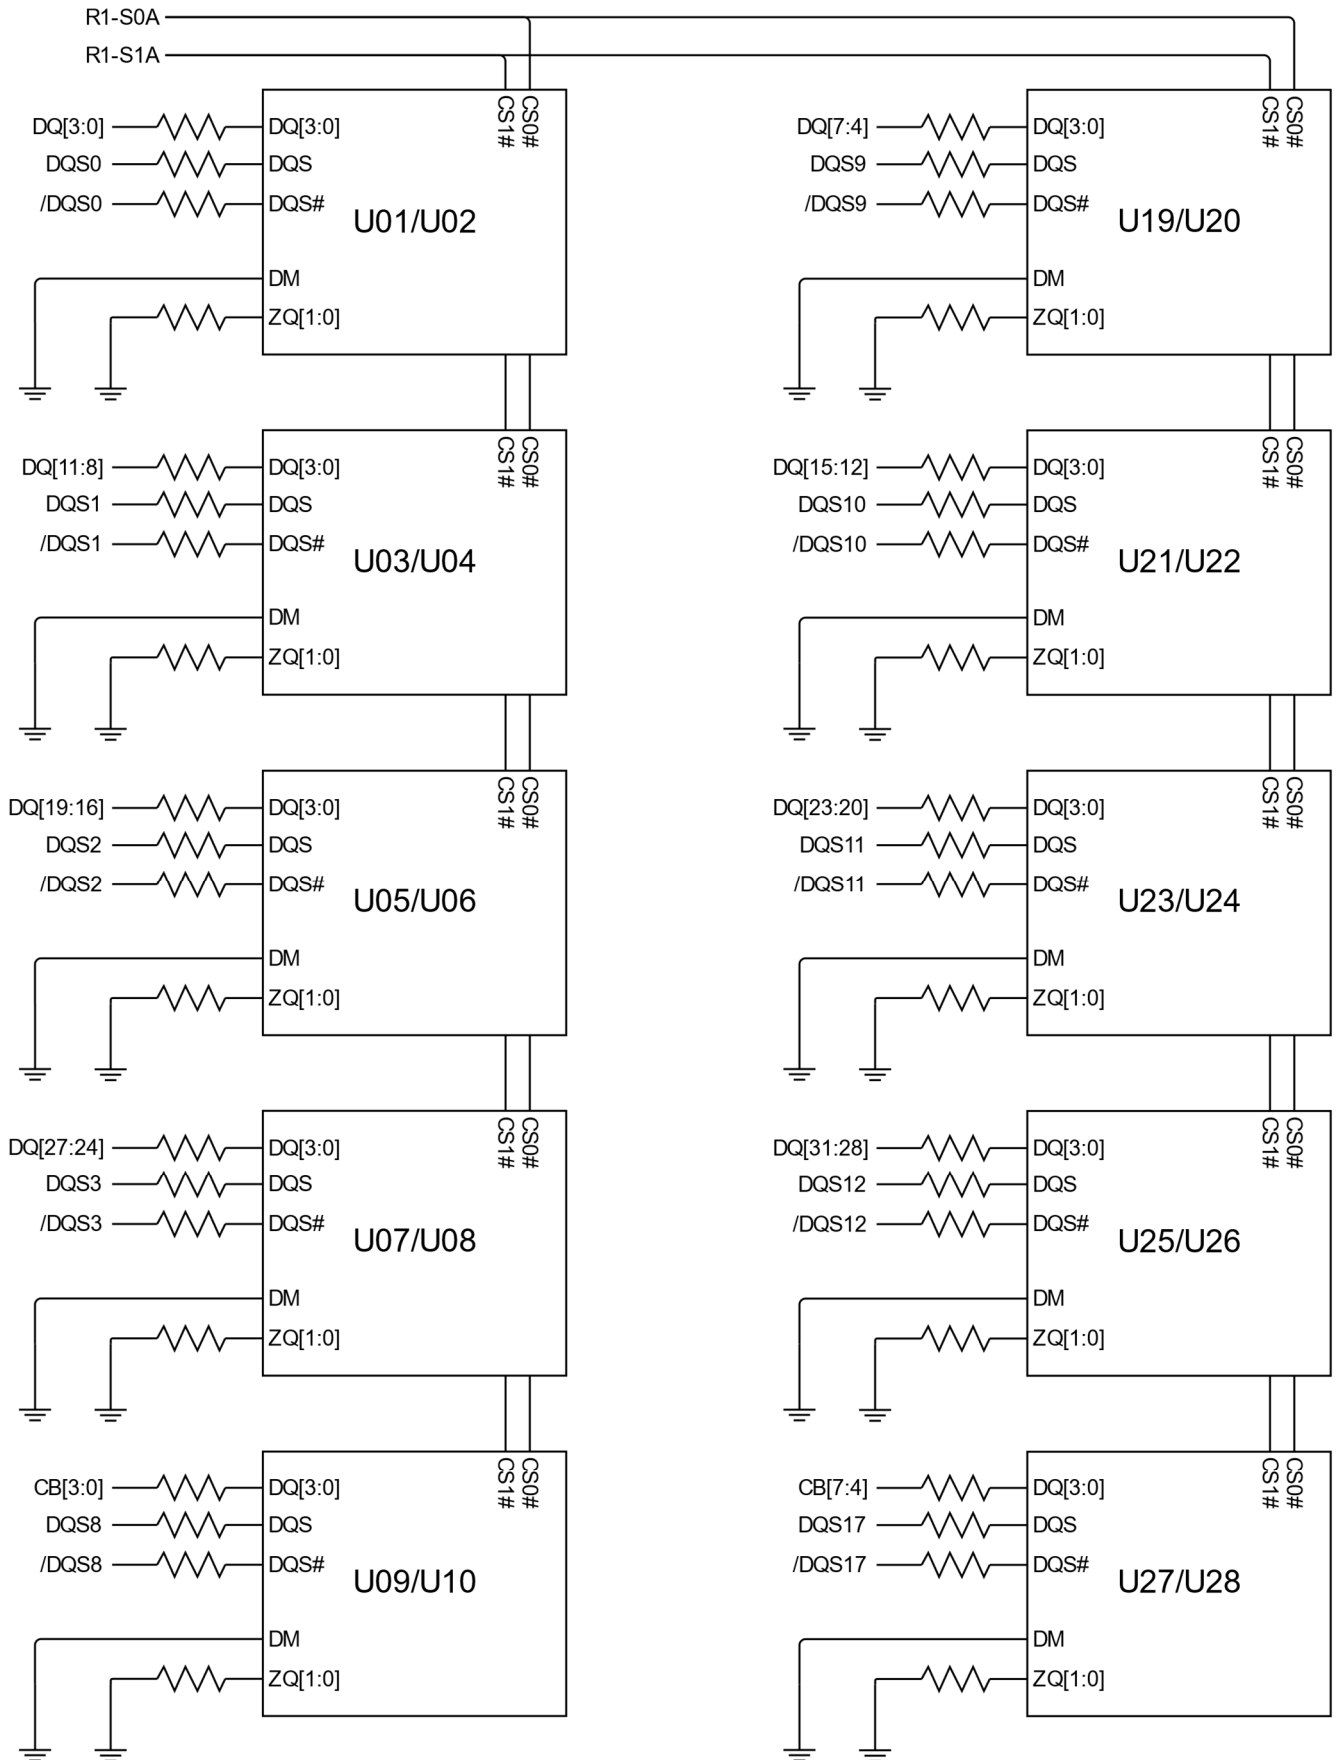 R1-S0A
R1-S1A
CS1# CS0# CS1# CS0#
DQ[3:0] DQ[3:0] DQ[7:4] DQ[3:0]
DQS0 DQS DQS9 DQS
/DQS0 DQS# /DQS9 DQS#
U01/U02 U19/U20
DM DM
ZQ[1:0] ZQ[1:0]
CS1# CS0# CS1# CS0#
DQ[11:8] DQ[3:0] DQ[15:12] DQ[3:0]
DQS1 DQS DQS10 DQS
/DQS1 DQS# /DQS10 DQS#
U03/U04 U21/U22
DM DM
ZQ[1:0] ZQ[1:0]
CS1# CS0# CS1# CS0#
DQ[19:16] DQ[3:0] DQ[23:20] DQ[3:0]
DQS2 DQS DQS11 DQS
/DQS2 DQS# /DQS11 DQS#
U05/U06 U23/U24
DM DM
ZQ[1:0] ZQ[1:0]
CS1# CS0# CS1# CS0#
DQ[27:24] DQ[3:0] DQ[31:28] DQ[3:0]
DQS3 DQS DQS12 DQS
/DQS3 DQS# /DQS12 DQS#
U07/U08 U25/U26
DM DM
ZQ[1:0] ZQ[1:0]
CS1# CS0# CS1# CS0#
CB[3:0] DQ[3:0] CB[7:4] DQ[3:0]
DQS8 DQS DQS17 DQS
/DQS8 DQS# /DQS17 DQS#
U09/U10 U27/U28
DM DM
ZQ[1:0] ZQ[1:0]